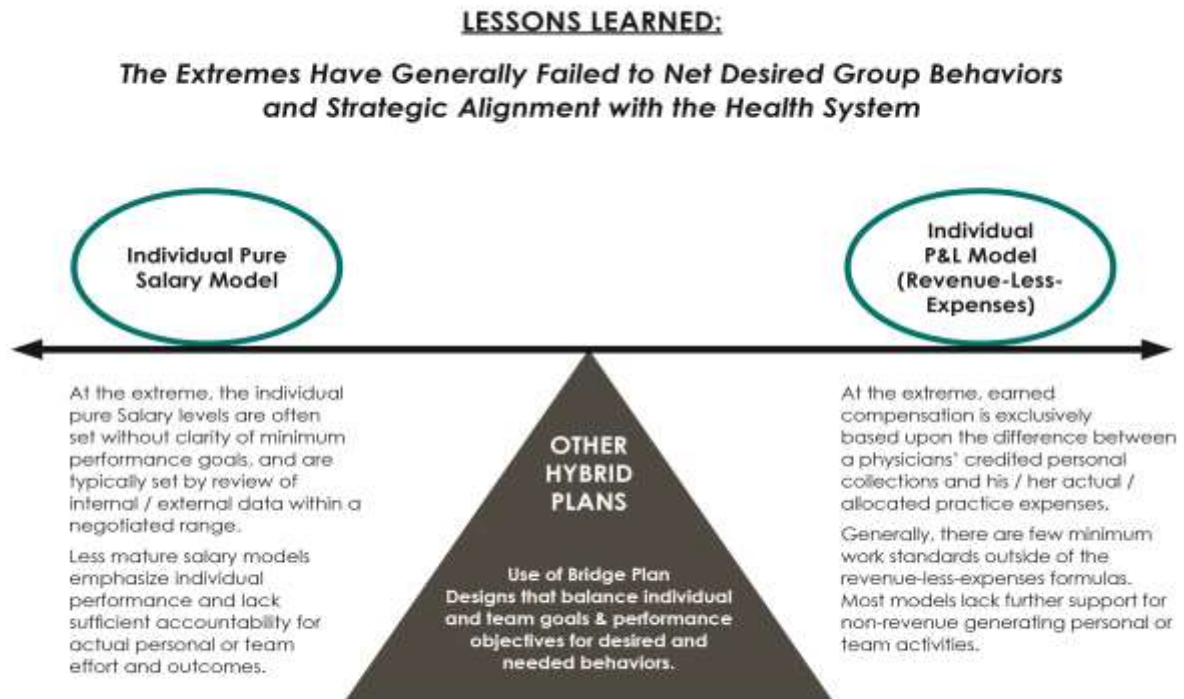 LESSONS LEARNED:
The Extremes Have Generally Failed to Net Desired Group Behaviors
and Strategic Alignment with the Health System
Individual Pure
Salary Model
Individual
P&L Model
(Revenue-Less-
Expenses)
At the extreme, the individual
pure Salary levels are often
set without clarity of minimum
performance goals, and are
typically set by review of
internal / external data within a
negotiated range.
Less mature salary models
emphasize individual
performance and lack
sufficient accountability for
actual personal or team
effort and outcomes.
OTHER
HYBRID
PLANS
Use of Bridge Plan
Designs that balance individual
and team goals & performance
objectives for desired and
needed behaviors.
At the extreme, earned
compensation is exclusively
based upon the difference between
a physicians' credited personal
collections and his / her actual /
allocated practice expenses.
Generally, there are few minimum
work standards outside of the
revenue-less-expenses formulas.
Most models lack further support for
non-revenue generating personal or
team activities.